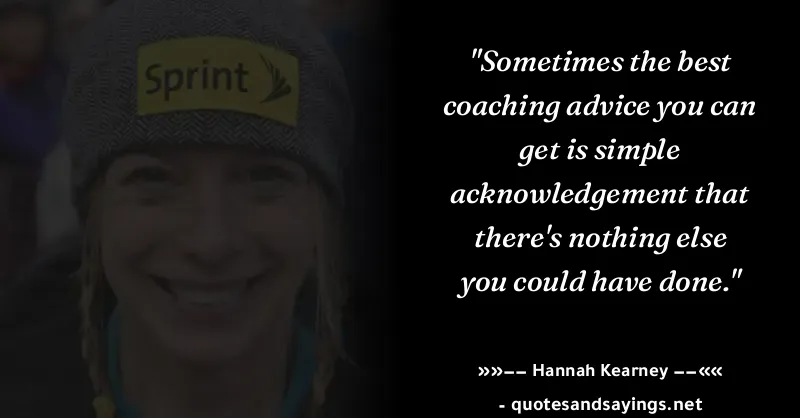 Sprint
"Sometimes the best
coaching advice you can
get is simple
acknowledgement that
there's nothing else
you could have done."
»»−− Hannah Kearney −−««
- quotesandsayings.net